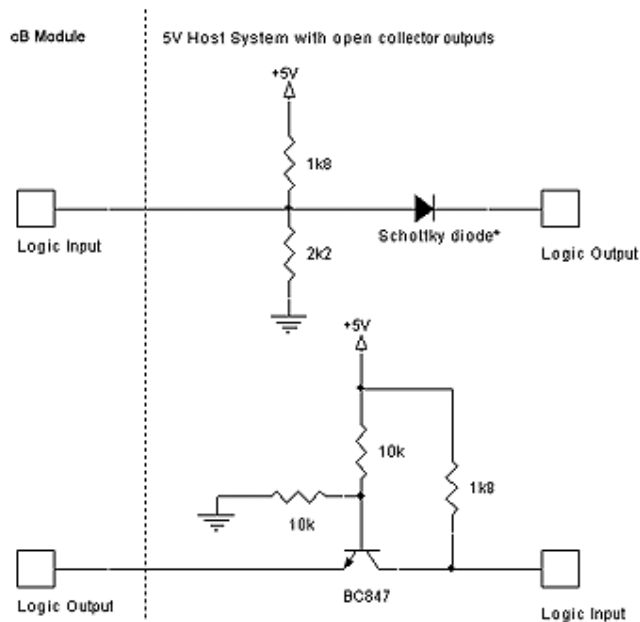 oB Module
5V Host System with open collector outputs
+5V
1k8
Logic Input
Schottky diode*
2k2
Logic Output
+5V
10k
1k8
10k
BC847
Logic Output
Logic Input